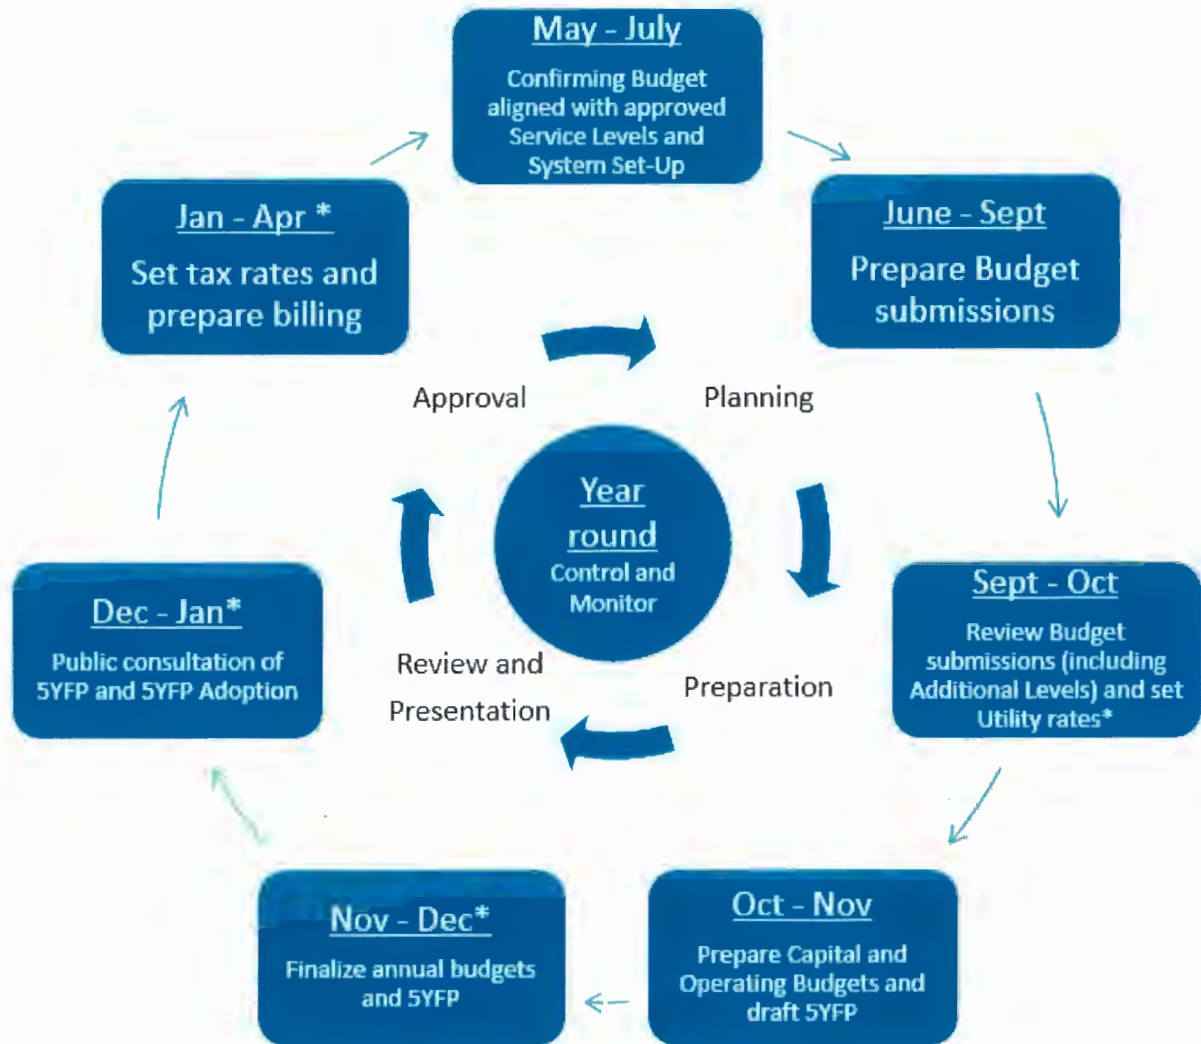 May - July
Confirming Budget
aligned with approved
Service Levels and
System Set-Up
June - Sept
Prepare Budget
submissions
Sept - Oct
Review Budget
submissions (including
Additional Levels) and set
Utility rates*
Oct - Nov
Prepare Capital and
Operating Budgets and
draft 5YFP
Nov - Dec*
Finalize annual budgets
and 5YFP
Dec - Jan*
Public consultation of
5YFP and 5YFP Adoption
Jan - Apr *
Set tax rates and
prepare billing
Approval
Planning
Preparation
Review and
Presentation
Year
round
Control and
Monitor